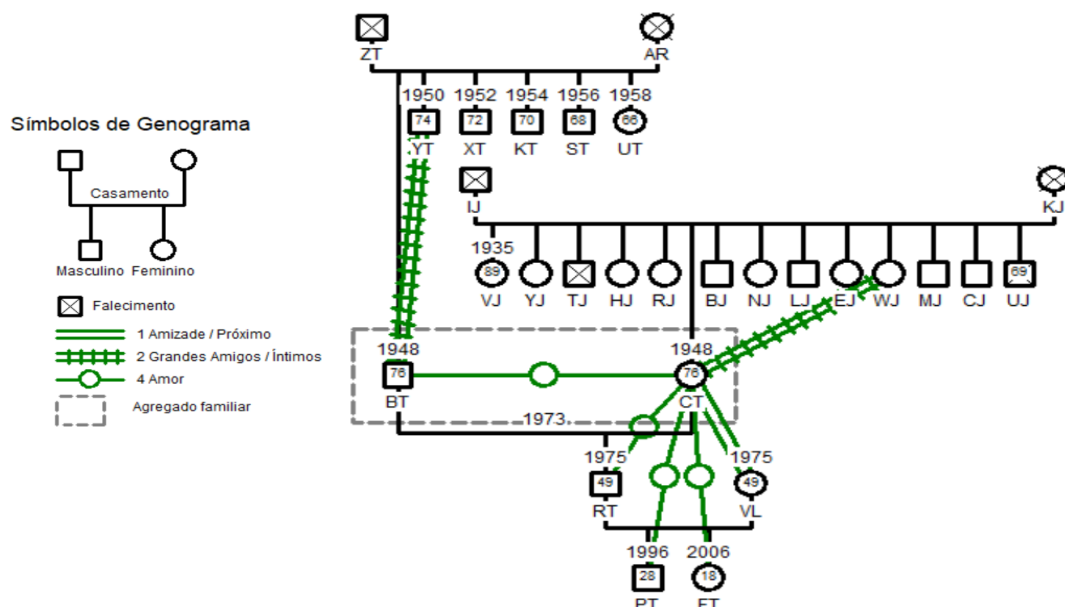 ZT AR
1950 1952 1954 1956 1958
74 72 70 68 66
YT XT KT ST UT
Símbolos de Genograma
Casamento
Masculino Feminino
Falecimento
1 Amizade / Próximo
2 Grandes Amigos / Íntimos
4 Amor
Agregado familiar
IJ KJ
1935
89 69
VJ YJ TJ HJ RJ BJ NJ LJ EJ WJ MJ CJ UJ
1948 1948
76 76
BT CT
1973
1975 1975
49 49
RT VL
1996 2006
28 18